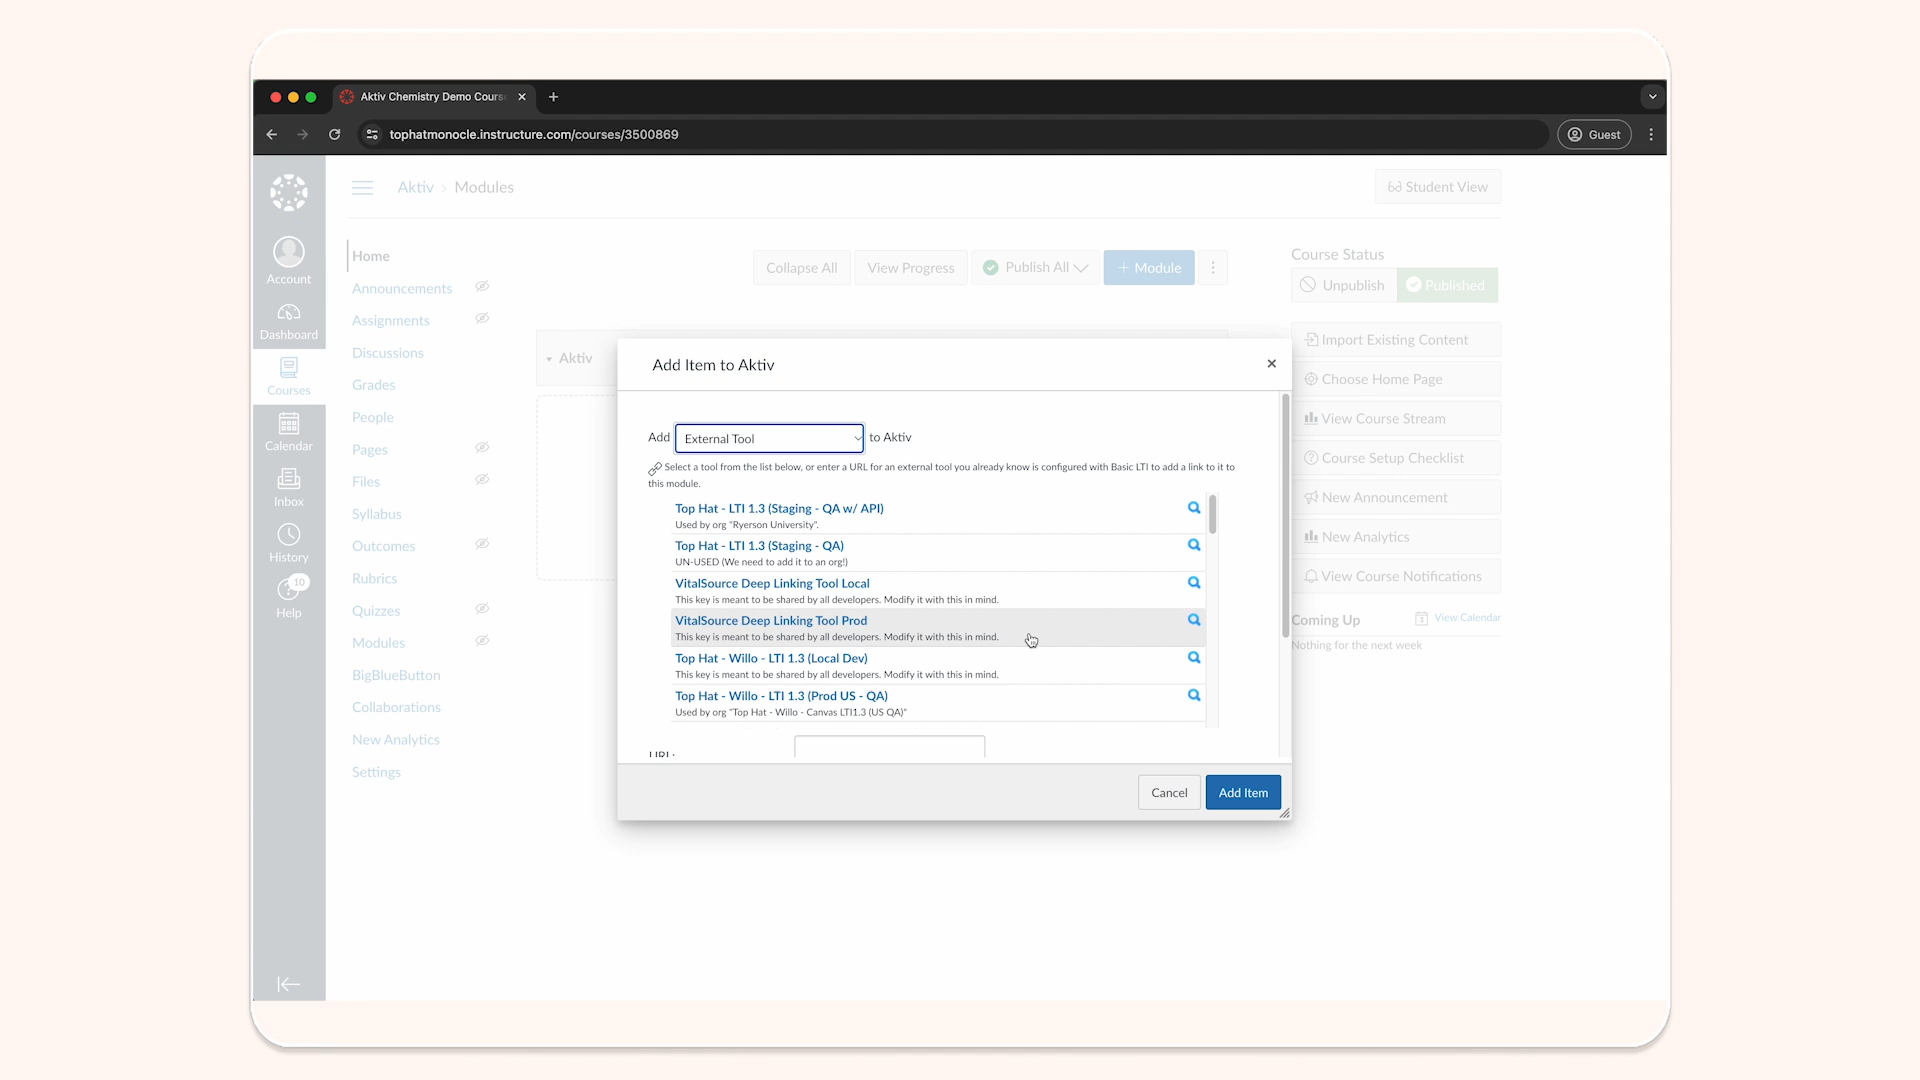 Aktiv Chemistry Demo Cours
tophatmonocle.instructure.com/courses/3500869
Guest
Aktiv > Modules
Student View
Account
Dashboard
Courses
Calendar
Inbox
History
10
Help
Home
Announcements
Assignments
Discussions
Grades
People
Pages
Files
Syllabus
Outcomes
Rubrics
Quizzes
Modules
BigBlueButton
Collaborations
New Analytics
Settings
Collapse All
View Progress
Publish All
+ Module
Aktiv
Add Item to Aktiv
Add External Tool to Aktiv
Select a tool from the list below, or enter a URL for an external tool you already know is configured with Basic LTI to add a link to it to
this module.
Top Hat - LTI 1.3 (Staging - QA w/ API)
Used by org "Ryerson University".
Top Hat - LTI 1.3 (Staging - QA)
UN-USED (We need to add it to an org!)
VitalSource Deep Linking Tool Local
This key is meant to be shared by all developers. Modify it with this in mind.
VitalSource Deep Linking Tool Prod
This key is meant to be shared by all developers. Modify it with this in mind.
Top Hat - Willo - LTI 1.3 (Local Dev)
This key is meant to be shared by all developers. Modify it with this in mind.
Top Hat - Willo - LTI 1.3 (Prod US - QA)
Used by org "Top Hat - Willo - Canvas LTI1.3 (US QA)"
URL:
Cancel
Add Item
Course Status
Unpublish
Published
Import Existing Content
Choose Home Page
View Course Stream
Course Setup Checklist
New Announcement
New Analytics
View Course Notifications
Coming Up
View Calendar
Nothing for the next week